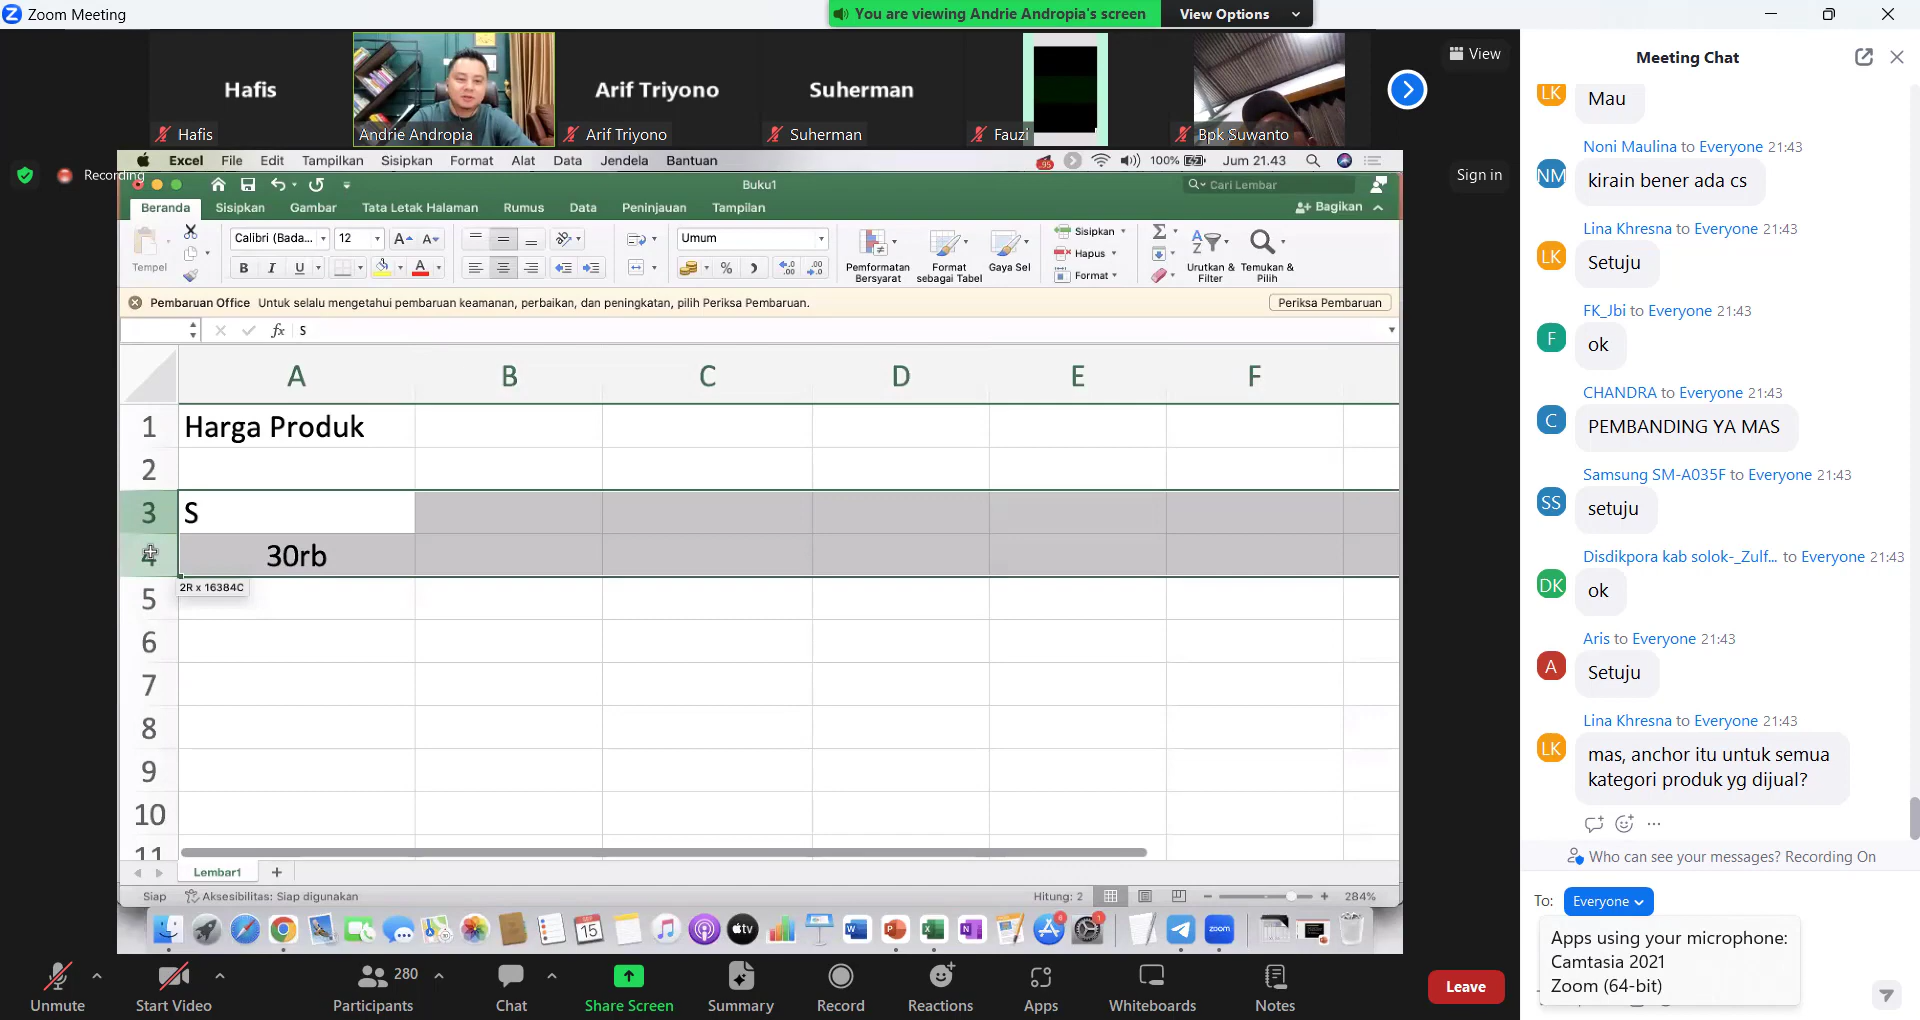 Zoom Meeting
You are viewing Andrie Andropia's screen
View Options
Hafis
Hafis
Andrie Andropia
Arif Triyono
Arif Triyono
Suherman
Suherman
Fauzi
Bpk Suwanto
View
Sign in
Recording
Excel File Edit Tampilkan Sisipkan Format Alat Data Jendela Bantuan
100% Jum 21.43
Buku1
Cari Lembar
Beranda Sisipkan Gambar Tata Letak Halaman Rumus Data Peninjauan Tampilan
Bagikan
Tempel
Calibri (Bada... 12
B I U
Umum
Pemformatan Bersyarat
Format sebagai Tabel
Gaya Sel
Sisipkan
Hapus
Format
Urutkan & Filter
Temukan & Pilih
Pembaruan Office Untuk selalu mengetahui pembaruan keamanan, perbaikan, dan peningkatan, pilih Periksa Pembaruan.
Periksa Pembaruan
fx S
A B C D E F
1 Harga Produk
2
3 S
4 30rb
2R x 16384C
5
6
7
8
9
10
11
Lembar1
Siap Aksesibilitas: Siap digunakan
Hitung: 2
284%
SEP
15
tv
zoom
Unmute
Start Video
280
Participants
Chat
Share Screen
Summary
Record
Reactions
Apps
Whiteboards
Notes
Leave
Meeting Chat
LK
Mau
Noni Maulina to Everyone 21:43
NM
kirain bener ada cs
Lina Khresna to Everyone 21:43
LK
Setuju
FK_Jbi to Everyone 21:43
F
ok
CHANDRA to Everyone 21:43
C
PEMBANDING YA MAS
Samsung SM-A035F to Everyone 21:43
SS
setuju
Disdikpora kab solok-_Zulf... to Everyone 21:43
DK
ok
Aris to Everyone 21:43
A
Setuju
Lina Khresna to Everyone 21:43
LK
mas, anchor itu untuk semua
kategori produk yg dijual?
Who can see your messages? Recording On
To: Everyone
Apps using your microphone:
Camtasia 2021
Zoom (64-bit)